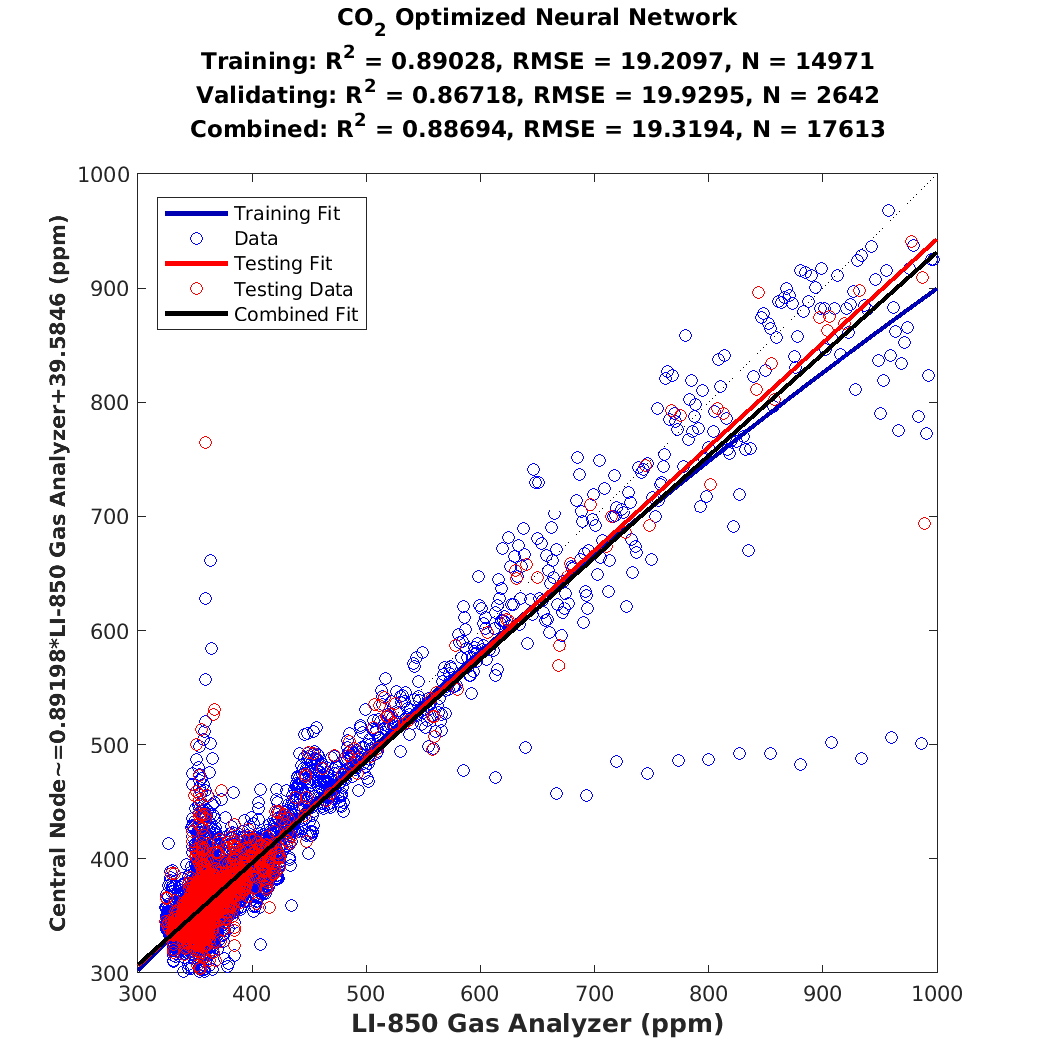 CO2 Optimized Neural Network
Training: R2 = 0.89028, RMSE = 19.2097, N = 14971
Validating: R2 = 0.86718, RMSE = 19.9295, N = 2642
Combined: R2 = 0.88694, RMSE = 19.3194, N = 17613
Central Node~=0.89198*LI-850 Gas Analyzer+39.5846 (ppm)
1000
900
800
700
600
500
400
300
Training Fit
Data
Testing Fit
Testing Data
Combined Fit
300 400 500 600 700 800 900 1000
LI-850 Gas Analyzer (ppm)